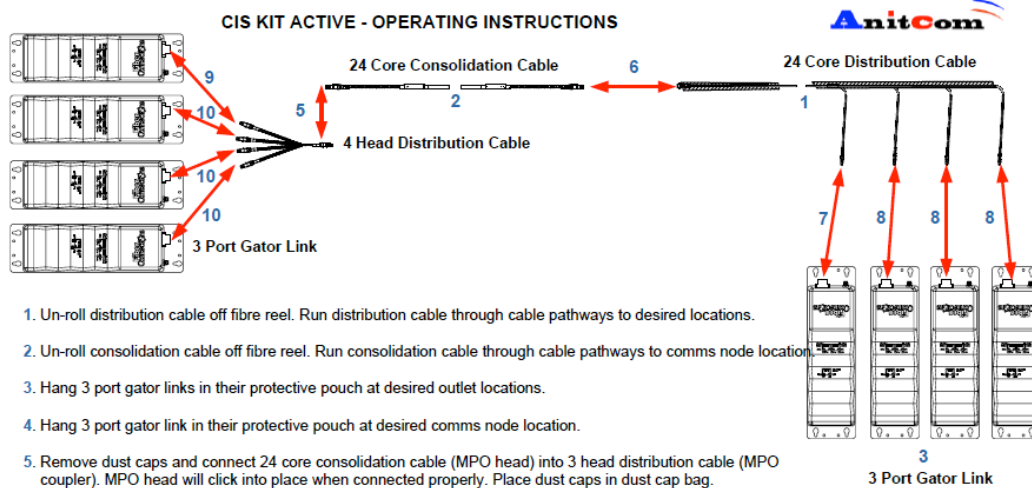 CIS KIT ACTIVE - OPERATING INSTRUCTIONS
AnitCom
24 Core Consolidation Cable
6
24 Core Distribution Cable
9
10
5
2
1
4 Head Distribution Cable
10
10
7
8
8
8
3 Port Gator Link
1. Un-roll distribution cable off fibre reel. Run distribution cable through cable pathways to desired locations.
2. Un-roll consolidation cable off fibre reel. Run consolidation cable through cable pathways to comms node location.
3. Hang 3 port gator links in their protective pouch at desired outlet locations.
4. Hang 3 port gator link in their protective pouch at desired comms node location.
5. Remove dust caps and connect 24 core consolidation cable (MPO head) into 3 head distribution cable (MPO
coupler). MPO head will click into place when connected properly. Place dust caps in dust cap bag.
3
3 Port Gator Link